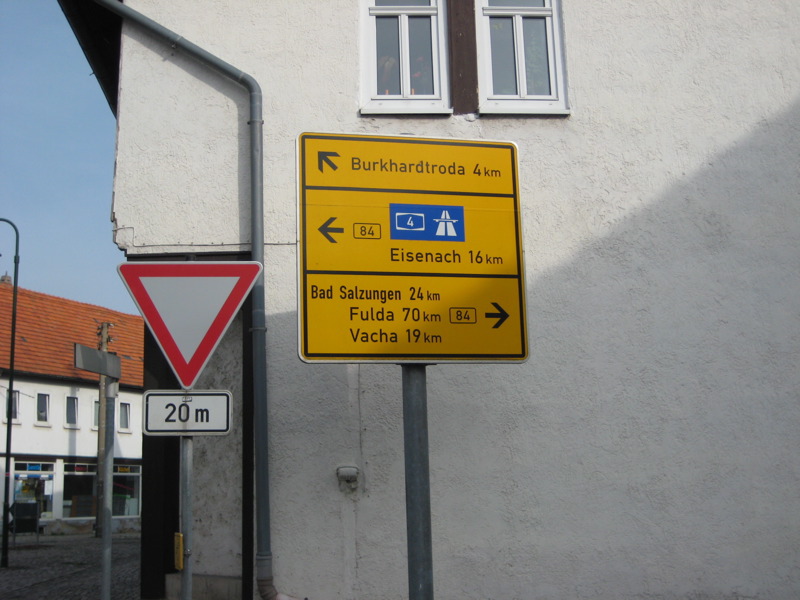 Burkhardtroda 4 km
84 4
Eisenach 16 km
Bad Salzungen 24 km
Fulda 70 km 84
Vacha 19 km
20 m